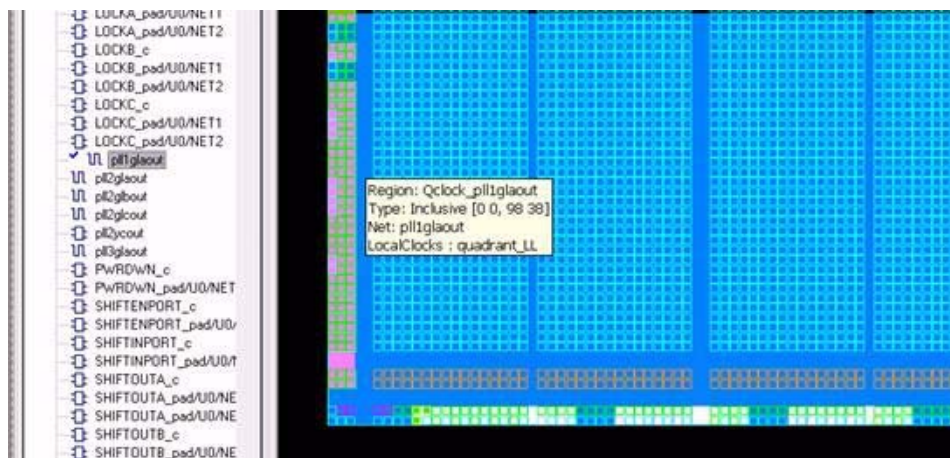 LOCKA_pad/U0/NET1
LOCKA_pad/U0/NET2
LOCKB_c
LOCKB_pad/U0/NET1
LOCKB_pad/U0/NET2
LOCKC_c
LOCKC_pad/U0/NET1
LOCKC_pad/U0/NET2
pll1glaout
pll2glaout
pll2glbout
pll2glcout
pll2ycout
pll3glaout
PWRDWN_c
PWRDWN_pad/U0/NET
SHIFTENPORT_c
SHIFTENPORT_pad/U0/
SHIFTINPORT_c
SHIFTINPORT_pad/U0/
SHIFTOUTA_c
SHIFTOUTA_pad/U0/NE
SHIFTOUTA_pad/U0/NE
SHIFTOUTB_c
SHIFTOUTB_pad/U0/NE
Region: Qclock_pll1glaout
Type: Inclusive [0 0, 98 38]
Net: pll1glaout
LocalClocks : quadrant_LL